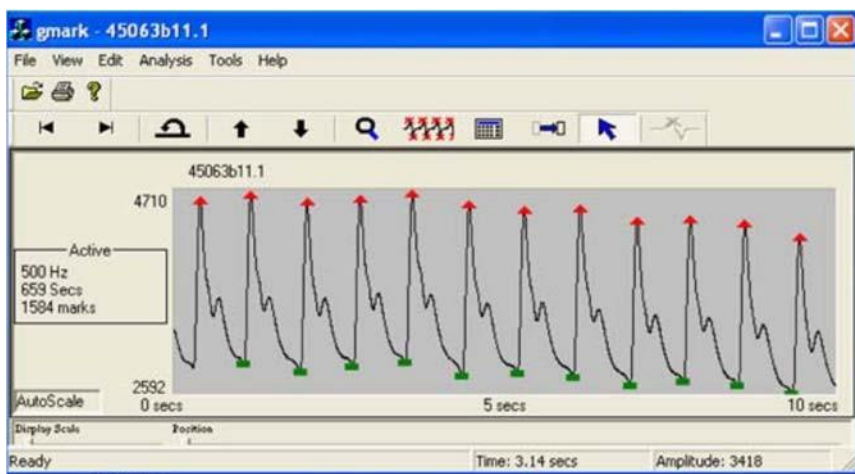 gmark - 45063b11.1
File View Edit Analysis Tools Help
45063b11.1
4710
Active
500 Hz
659 Secs
1584 marks
2592
AutoScale
0 secs 5 secs 10 secs
Display Scale Position
Ready Time: 3.14 secs Amplitude: 3418